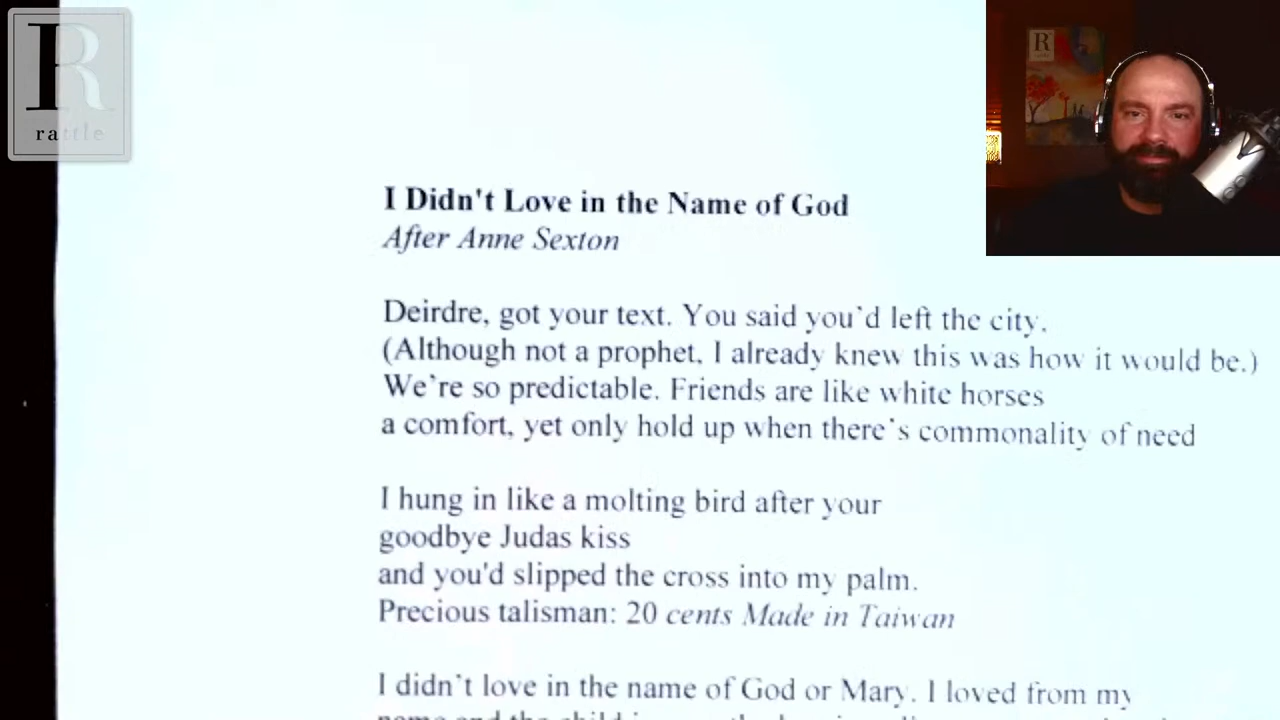 R
rattle
R
I Didn't Love in the Name of God
After Anne Sexton
Deirdre, got your text. You said you'd left the city.
(Although not a prophet, I already knew this was how it would be.)
We're so predictable. Friends are like white horses
a comfort, yet only hold up when there's commonality of need
I hung in like a molting bird after your
goodbye Judas kiss
and you'd slipped the cross into my palm.
Precious talisman: 20 cents Made in Taiwan
I didn't love in the name of God or Mary. I loved from my